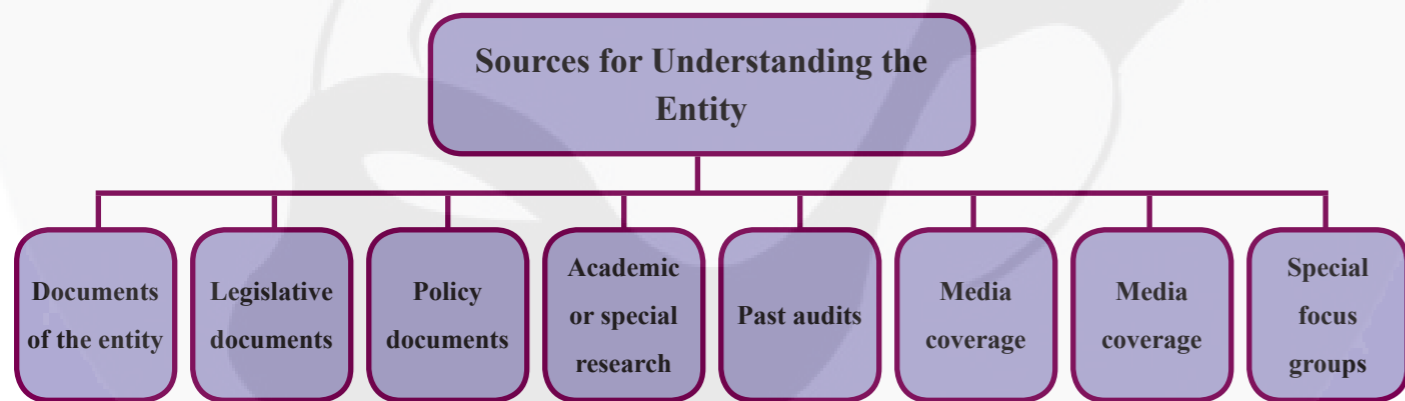 Sources for Understanding the
Entity
Documents
of the entity
Legislative
documents
Policy
documents
Academic
or special
research
Past audits
Media
coverage
Media
coverage
Special
focus
groups